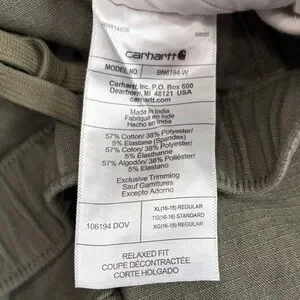 carhartt
MODEL NO. BN6194-W
Carhartt, Inc. P.O. Box 600
Dearborn, MI 48121 USA
carhartt.com
Made in India
Fabriqué en Inde
Hecho en India
57% Cotton/ 38% Polyester/
5% Elastane (Spandex)
57% Coton/ 38% Polyester/
5% Élasthanne
57% Algodón/ 38% Poliéster/
5% Elastano
Exclusive Trimming
Sauf Garnitures
Excepto Adorno
106194 DOV
XL(16-18) REGULAR
TG(16-18) STANDARD
XG(16-18) REGULAR
RELAXED FIT
COUPE DÉCONTRACTÉE
CORTE HOLGADO